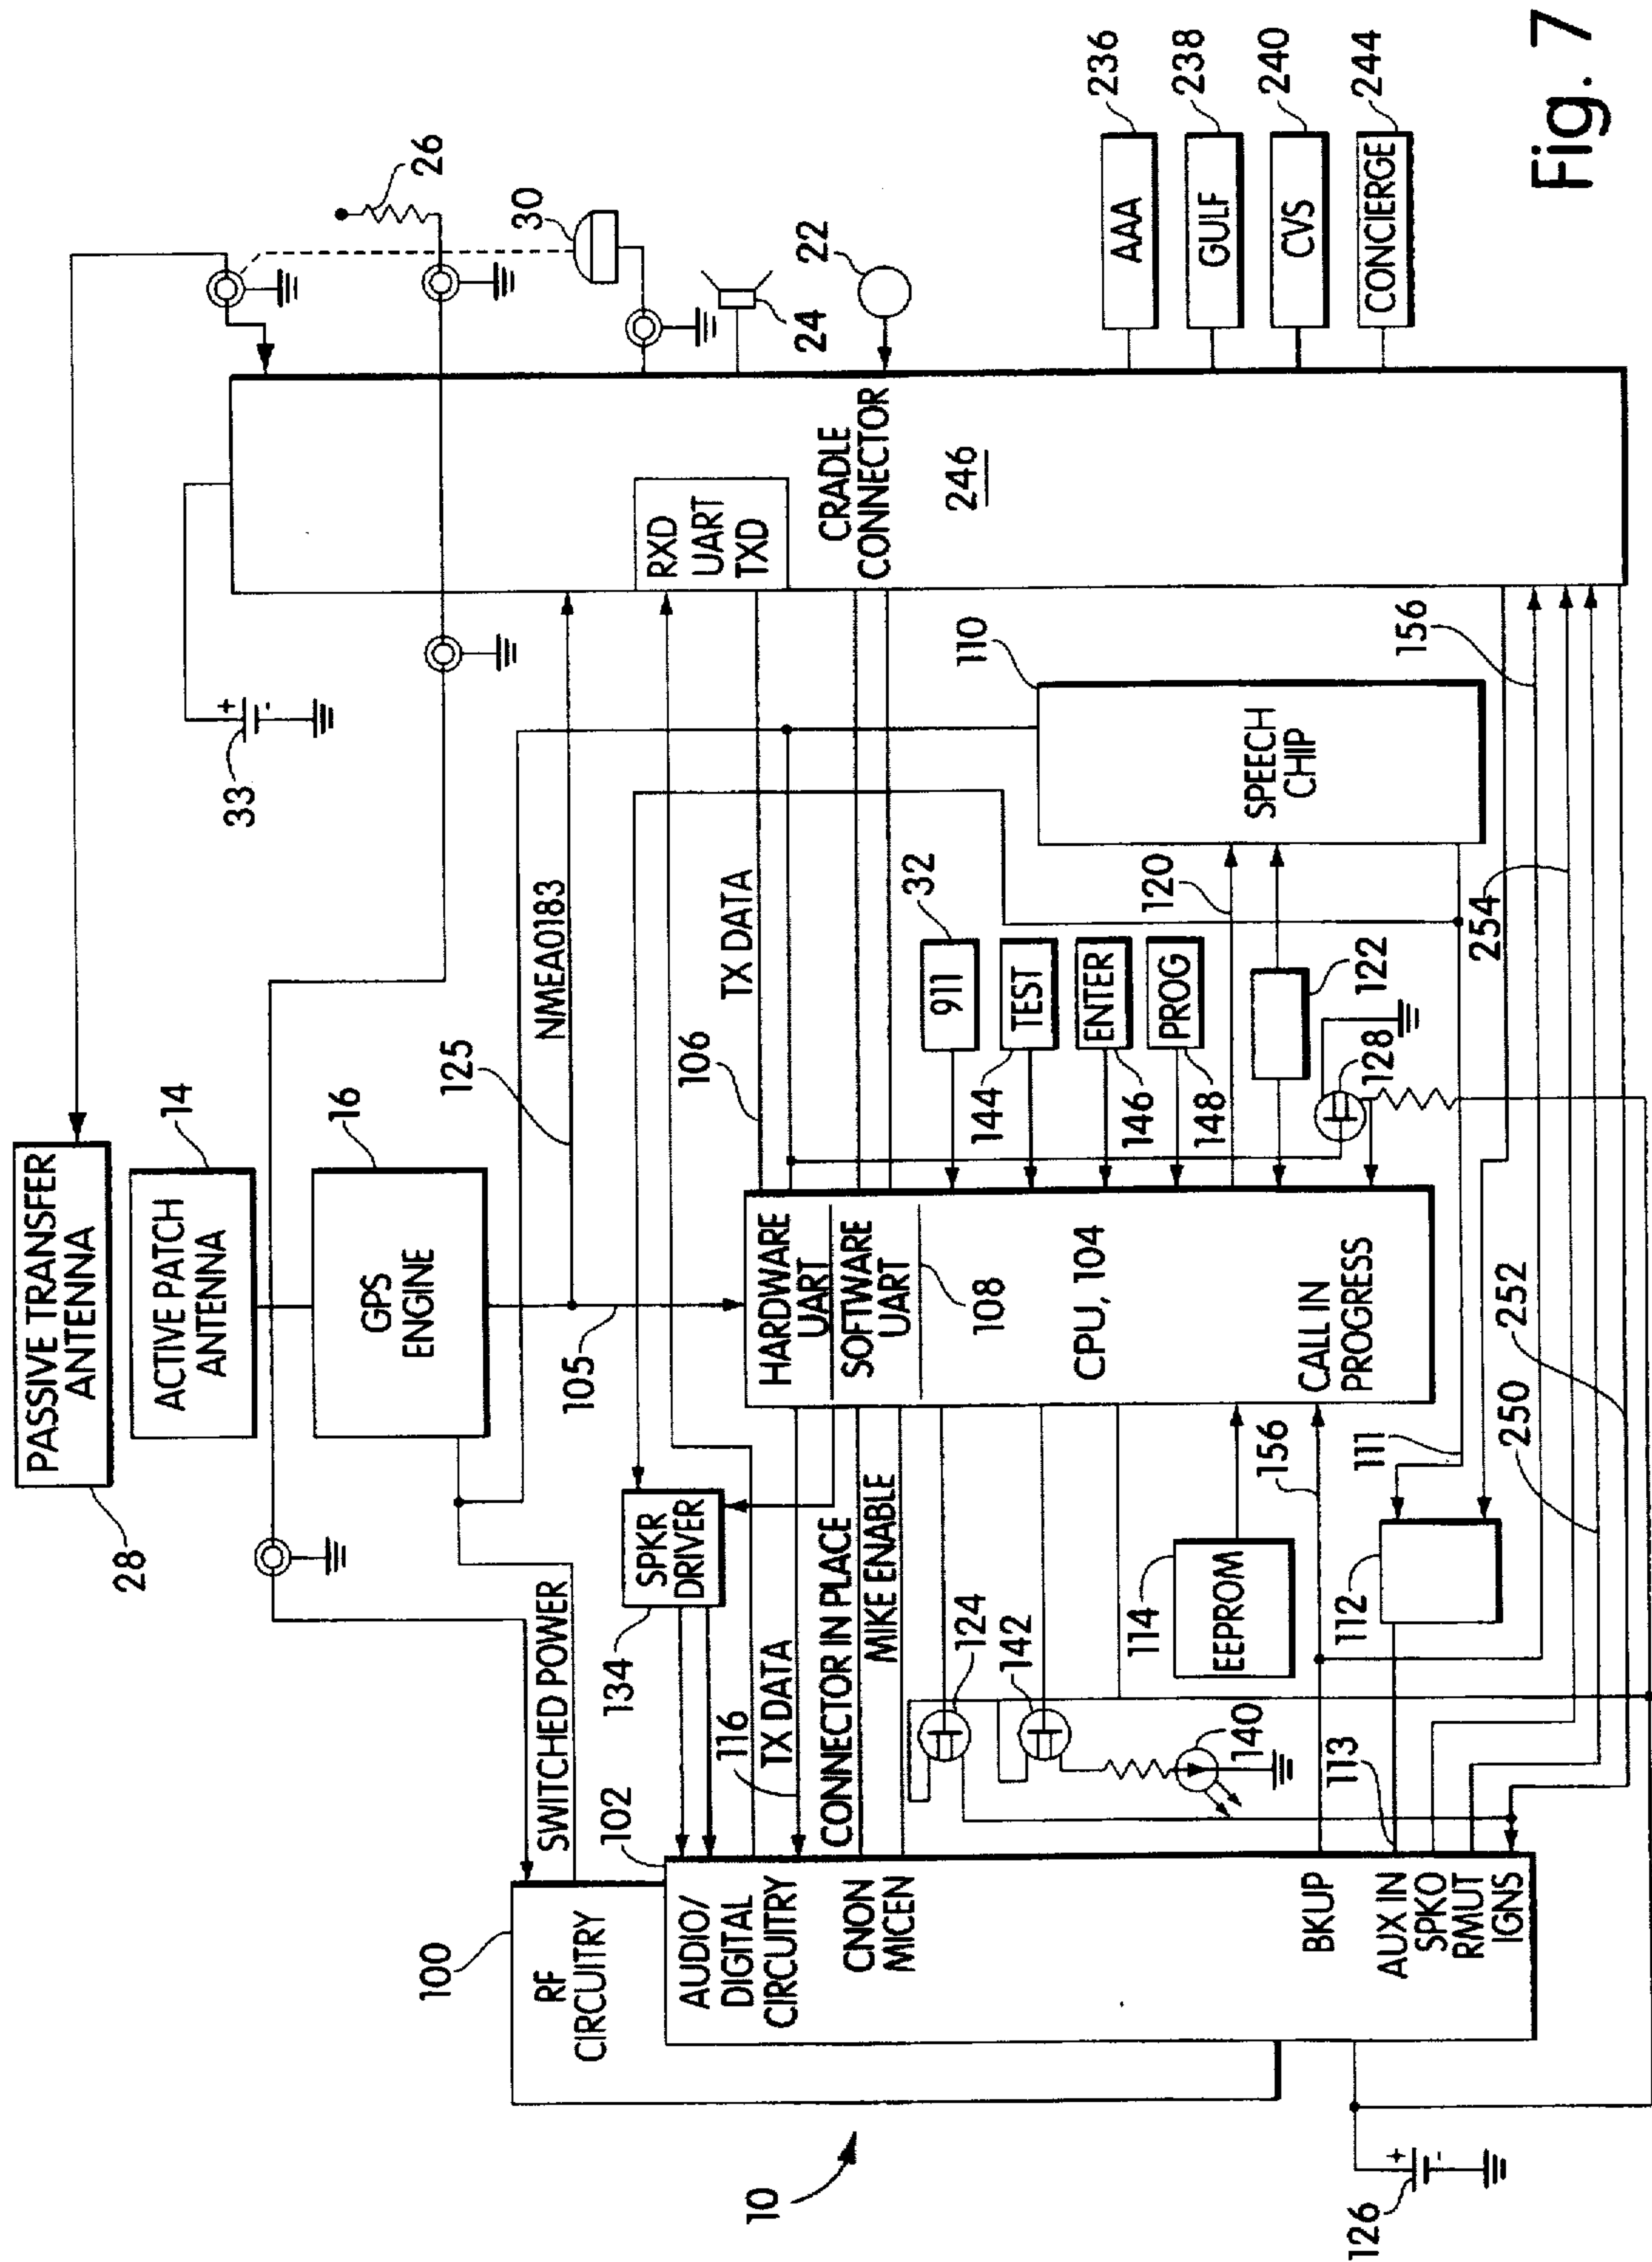 PASSIVE TRANSFER
ANTENNA
28
ACTIVE PATCH
ANTENNA
14
GPS
ENGINE
16
SWITCHED POWER
100
RF
CIRCUITRY
102
AUDIO/
DIGITAL
CIRCUITRY
CNON
MICEN
BKUP
AUX IN
SPKO
RMUT
IGNS
10
126
+
-
134
SPKR
DRIVER
116
TX DATA
CONNECTOR IN PLACE
MIKE ENABLE
124
142
140
114
EEPROM
156
113
112
111
105
125
NMEA0183
HARDWARE
UART
SOFTWARE
UART
108
CPU, 104
CALL IN
PROGRESS
106
TX DATA
911
32
TEST
144
ENTER
146
PROG
148
120
122
128
SPEECH
CHIP
110
250
252
254
156
33
+
-
RXD
UART
TXD
CRADLE
CONNECTOR
246
26
30
24
22
AAA
236
GULF
238
CVS
240
CONCIERGE
244
Fig. 7